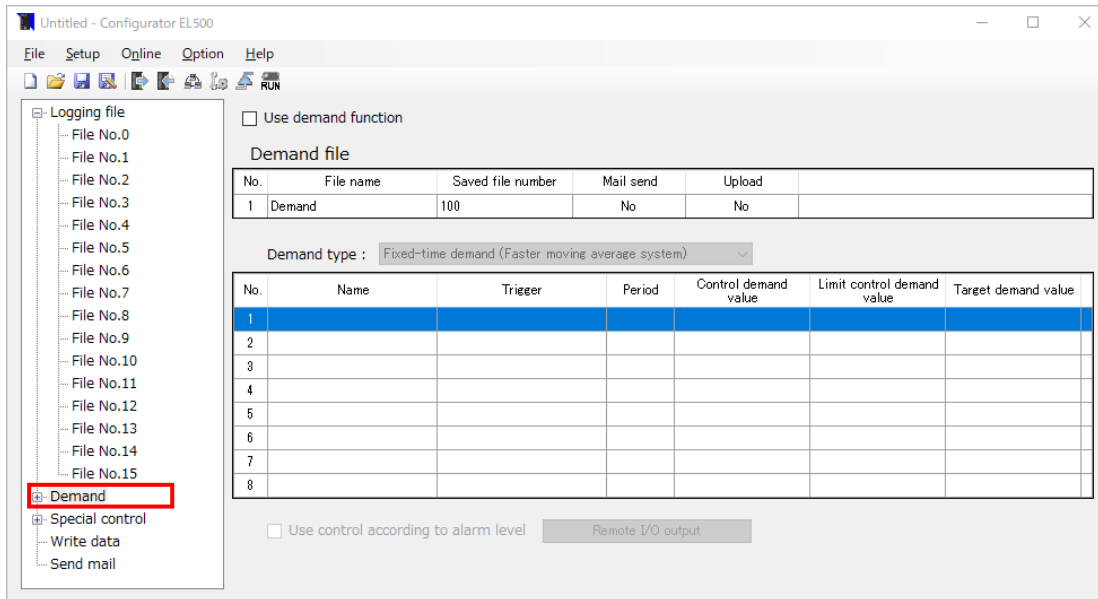 Untitled - Configurator EL500
File Setup Online Option Help
RUN
Logging file
File No.0
File No.1
File No.2
File No.3
File No.4
File No.5
File No.6
File No.7
File No.8
File No.9
File No.10
File No.11
File No.12
File No.13
File No.14
File No.15
Demand
Special control
Write data
Send mail
Use demand function
Demand file
No. File name Saved file number Mail send Upload
1 Demand 100 No No
Demand type : Fixed-time demand (Faster moving average system)
No. Name Trigger Period Control demand value Limit control demand value Target demand value
1
2
3
4
5
6
7
8
Use control according to alarm level Remote I/O output